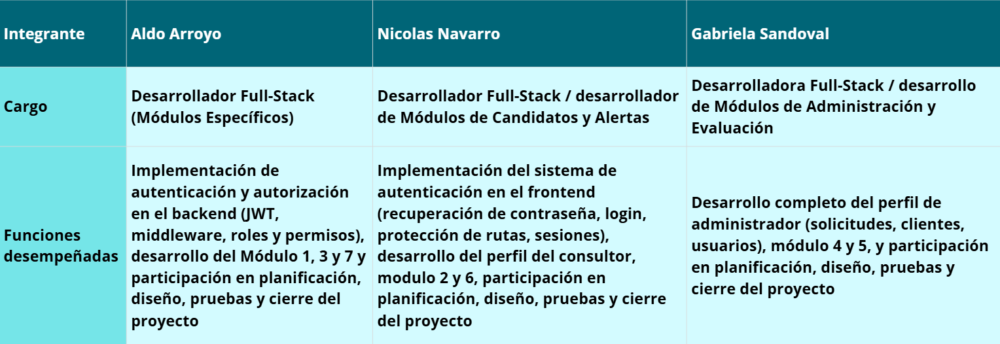 Integrante
Aldo Arroyo
Nicolas Navarro
Gabriela Sandoval
Cargo
Desarrollador Full-Stack
(Módulos Específicos)
Desarrollador Full-Stack / desarrollador
de Módulos de Candidatos y Alertas
Desarrolladora Full-Stack / desarrollo
de Módulos de Administración y
Evaluación
Funciones
desempeñadas
Implementación de
autenticación y autorización
en el backend (JWT,
middleware, roles y permisos),
desarrollo del Módulo 1, 3 y 7 y
participación en planificación,
diseño, pruebas y cierre del
proyecto
Implementación del sistema de
autenticación en el frontend
(recuperación de contraseña, login,
protección de rutas, sesiones),
desarrollo del perfil del consultor,
modulo 2 y 6, participación en
planificación, diseño, pruebas y cierre
del proyecto
Desarrollo completo del perfil de
administrador (solicitudes, clientes,
usuarios), módulo 4 y 5, y participación
en planificación, diseño, pruebas y
cierre del proyecto